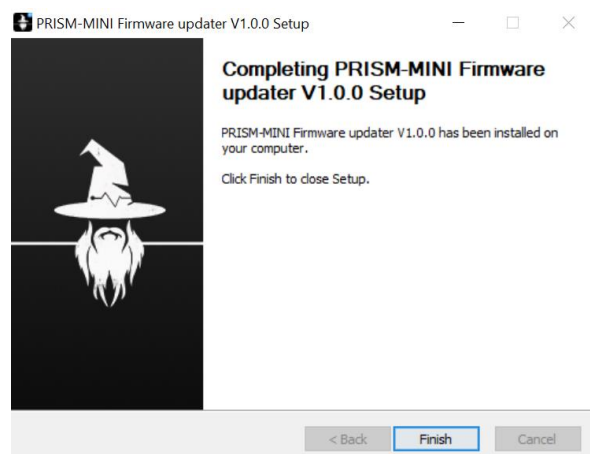 PRISM-MINI Firmware updater V1.0.0 Setup
Completing PRISM-MINI Firmware
updater V1.0.0 Setup
PRISM-MINI Firmware updater V1.0.0 has been installed on
your computer.
Click Finish to close Setup.
< Back Finish Cancel